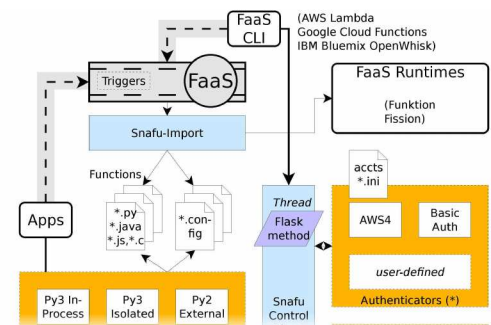 FaaS
CLI
(AWS Lambda
Google Cloud Functions
IBM Bluemix OpenWhisk)
Triggers
FaaS
FaaS Runtimes
(Funktion
Fission)
Snafu-Import
Functions
*.py
*.java
*.js,*.c
*.con-
fig
Apps
accts
*.ini
Thread
Flask
method
AWS4
Basic
Auth
user-defined
Authenticators (*)
Snafu
Control
Py3 In-
Process
Py3
Isolated
Py2
External